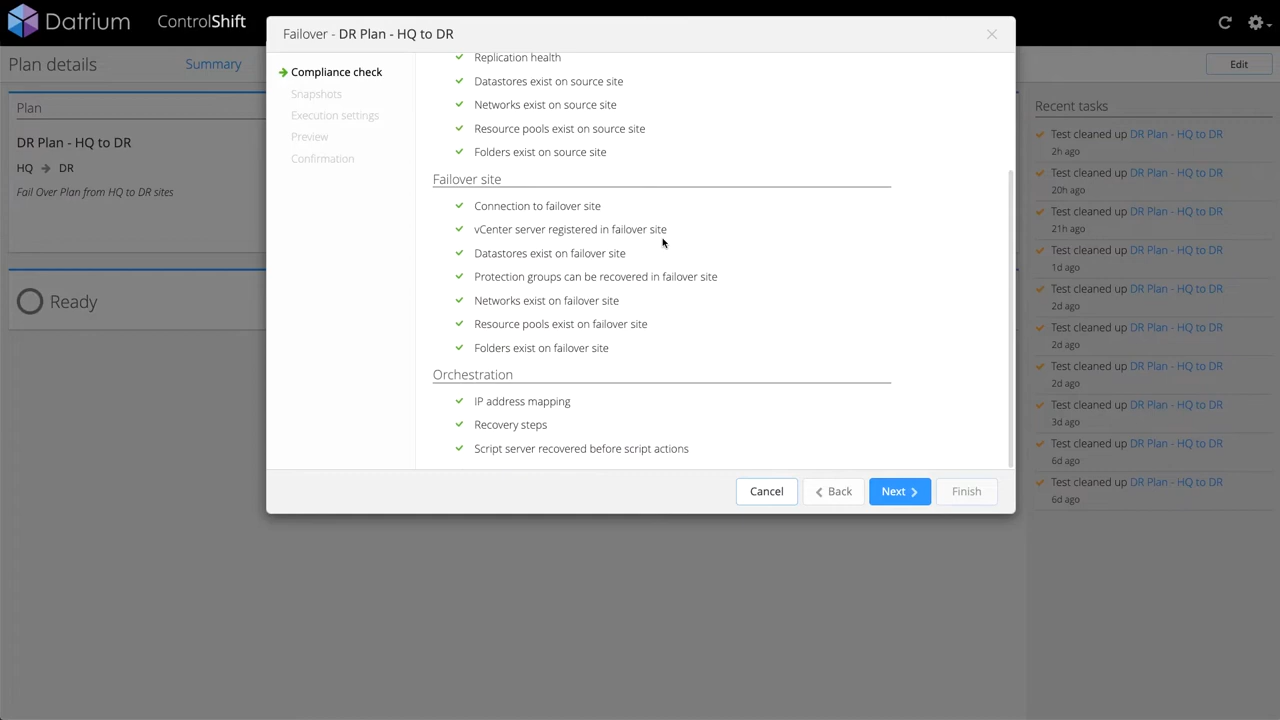 Datrium ControlShift
Plan details
Summary
Edit
Plan
DR Plan - HQ to DR
HQ DR
Fail Over Plan from HQ to DR sites
Ready
Failover - DR Plan - HQ to DR
Compliance check
Snapshots
Execution settings
Preview
Confirmation
Replication health
Datastores exist on source site
Networks exist on source site
Resource pools exist on source site
Folders exist on source site
Failover site
Connection to failover site
vCenter server registered in failover site
Datastores exist on failover site
Protection groups can be recovered in failover site
Networks exist on failover site
Resource pools exist on failover site
Folders exist on failover site
Orchestration
IP address mapping
Recovery steps
Script server recovered before script actions
Cancel
Back
Next
Finish
Recent tasks
Test cleaned up DR Plan - HQ to DR
2h ago
Test cleaned up DR Plan - HQ to DR
20h ago
Test cleaned up DR Plan - HQ to DR
21h ago
Test cleaned up DR Plan - HQ to DR
1d ago
Test cleaned up DR Plan - HQ to DR
2d ago
Test cleaned up DR Plan - HQ to DR
2d ago
Test cleaned up DR Plan - HQ to DR
2d ago
Test cleaned up DR Plan - HQ to DR
3d ago
Test cleaned up DR Plan - HQ to DR
6d ago
Test cleaned up DR Plan - HQ to DR
6d ago